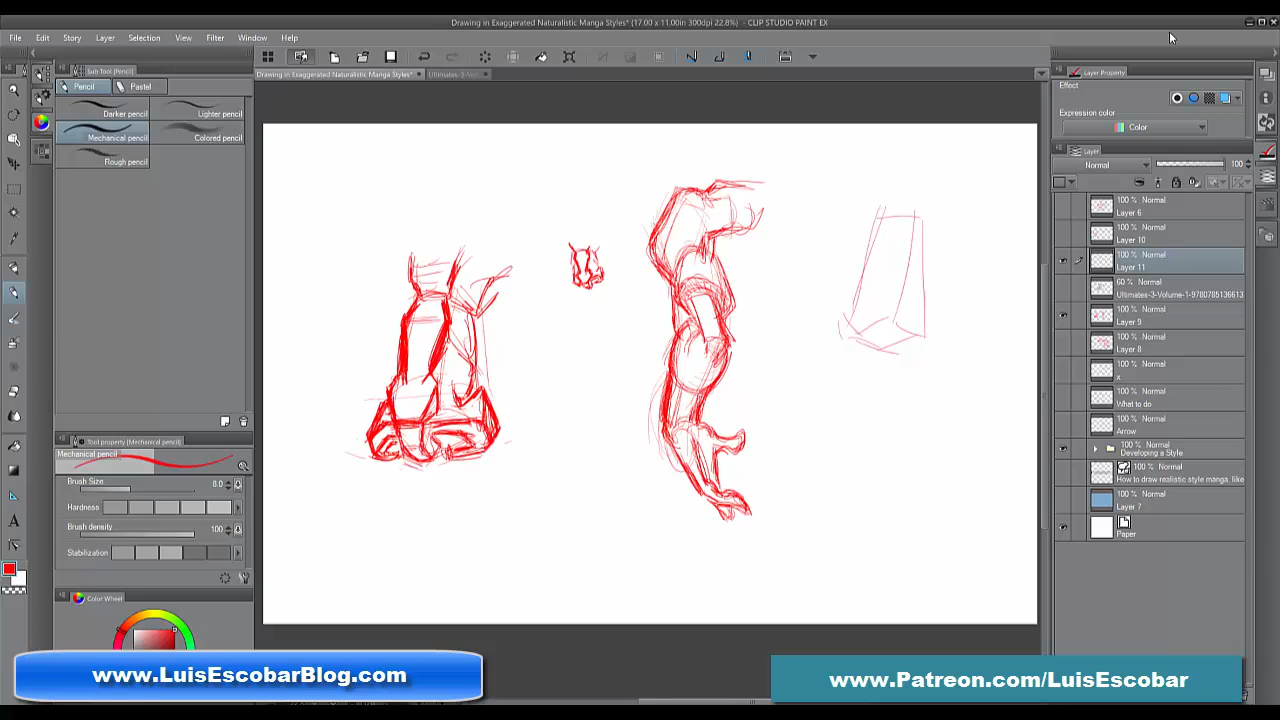 Drawing in Exaggerated Naturalistic Manga Styles* (17.00 x 11.00in 300dpi 22.8%) - CLIP STUDIO PAINT EX
File Edit Story Layer Selection View Filter Window Help
Sub Tool [Pencil]
Drawing in Exaggerated Naturalistic Manga Styles*
Pencil Pastel
Darker pencil Lighter pencil
Mechanical pencil Colored pencil
Rough pencil
Tool property [Mechanical pencil]
Mechanical pencil
Brush Size 8.0
Hardness
Brush density 100
Stabilization
Color Wheel
Layer Property
Effect
Expression color
Color
Layer
Normal 100
100 % Normal
Layer 6
100 % Normal
Layer 10
100 % Normal
Layer 11
60 % Normal
Ultimates-3-Volume-1-9780785136613
100 % Normal
Layer 9
100 % Normal
Layer 8
100 % Normal
x
100 % Normal
What to do
100 % Normal
Arrow
100 % Normal
Developing a Style
100 % Normal
How to draw realistic style manga, like
100 % Normal
Layer 7
Paper
www.LuisEscobarBlog.com
www.Patreon.com/LuisEscobar